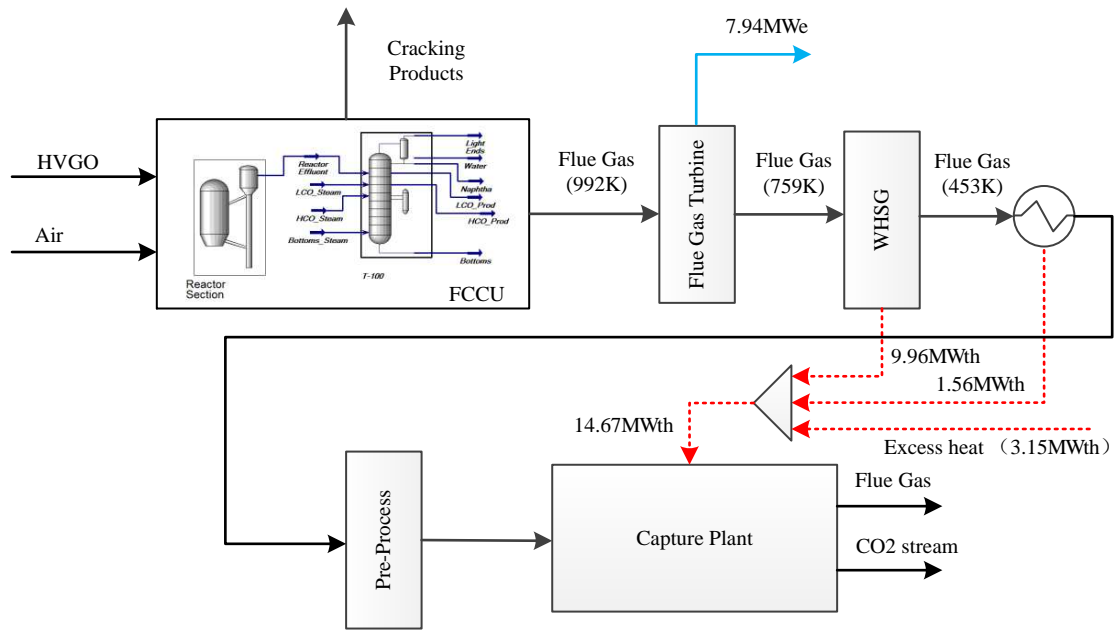 7.94MWe
Cracking
Products
HVGO
Air
Reactor
Section
Reactor
Effluent
LCO_Steam
HCO_Steam
Bottoms_Steam
Light
Ends
Water
Naphtha
LCO_Prod
HCO_Prod
Bottoms
T-100
FCCU
Flue Gas
(992K)
Flue Gas Turbine
Flue Gas
(759K)
WHSG
Flue Gas
(453K)
9.96MWth
1.56MWth
14.67MWth
Excess heat （3.15MWth）
Pre-Process
Capture Plant
Flue Gas
CO2 stream